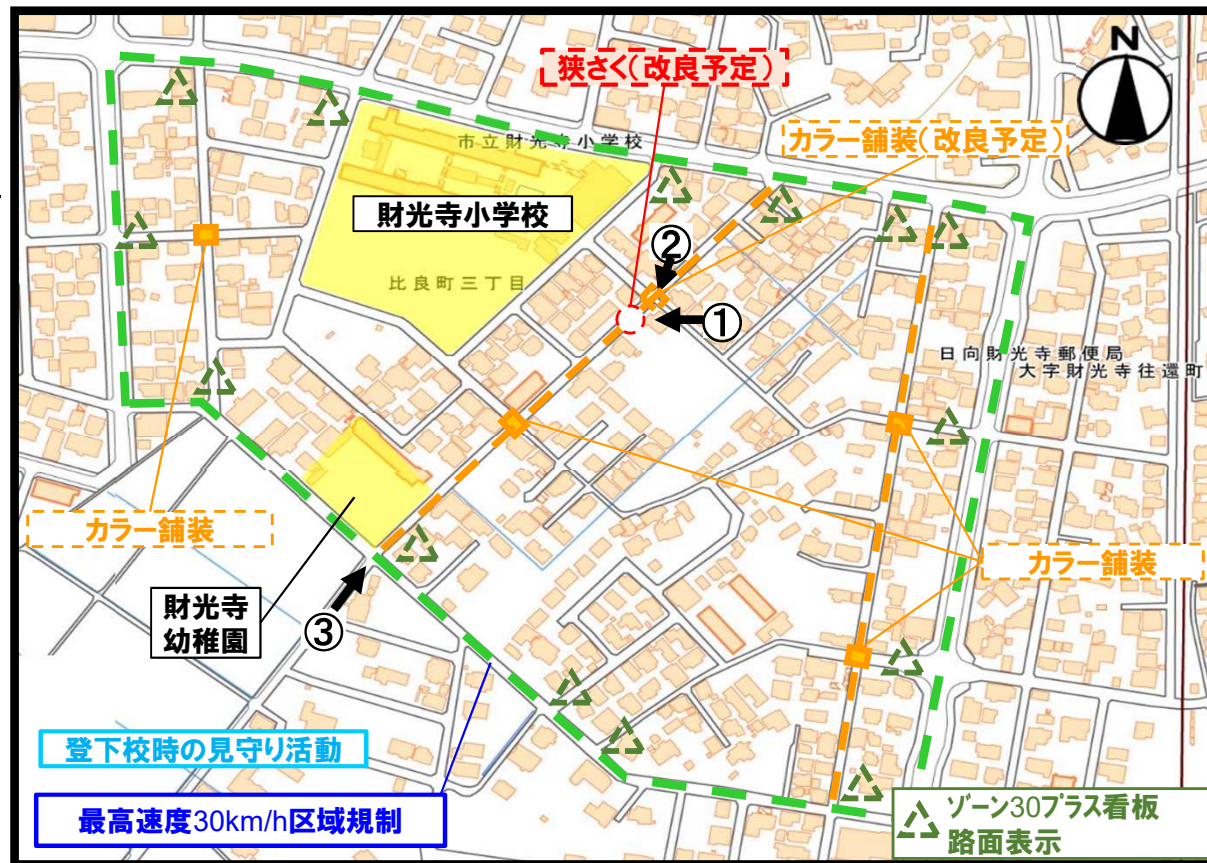 狭さく(改良予定)
N
カラー舗装(改良予定)
市立財光寺小学校
財光寺小学校
②
比良町三丁目
①
日向財光寺郵便局
大字財光寺往還町
カラー舗装
カラー舗装
財光寺
幼稚園
③
登下校時の見守り活動
最高速度30km/h区域規制
ゾーン30プラス看板
路面表示